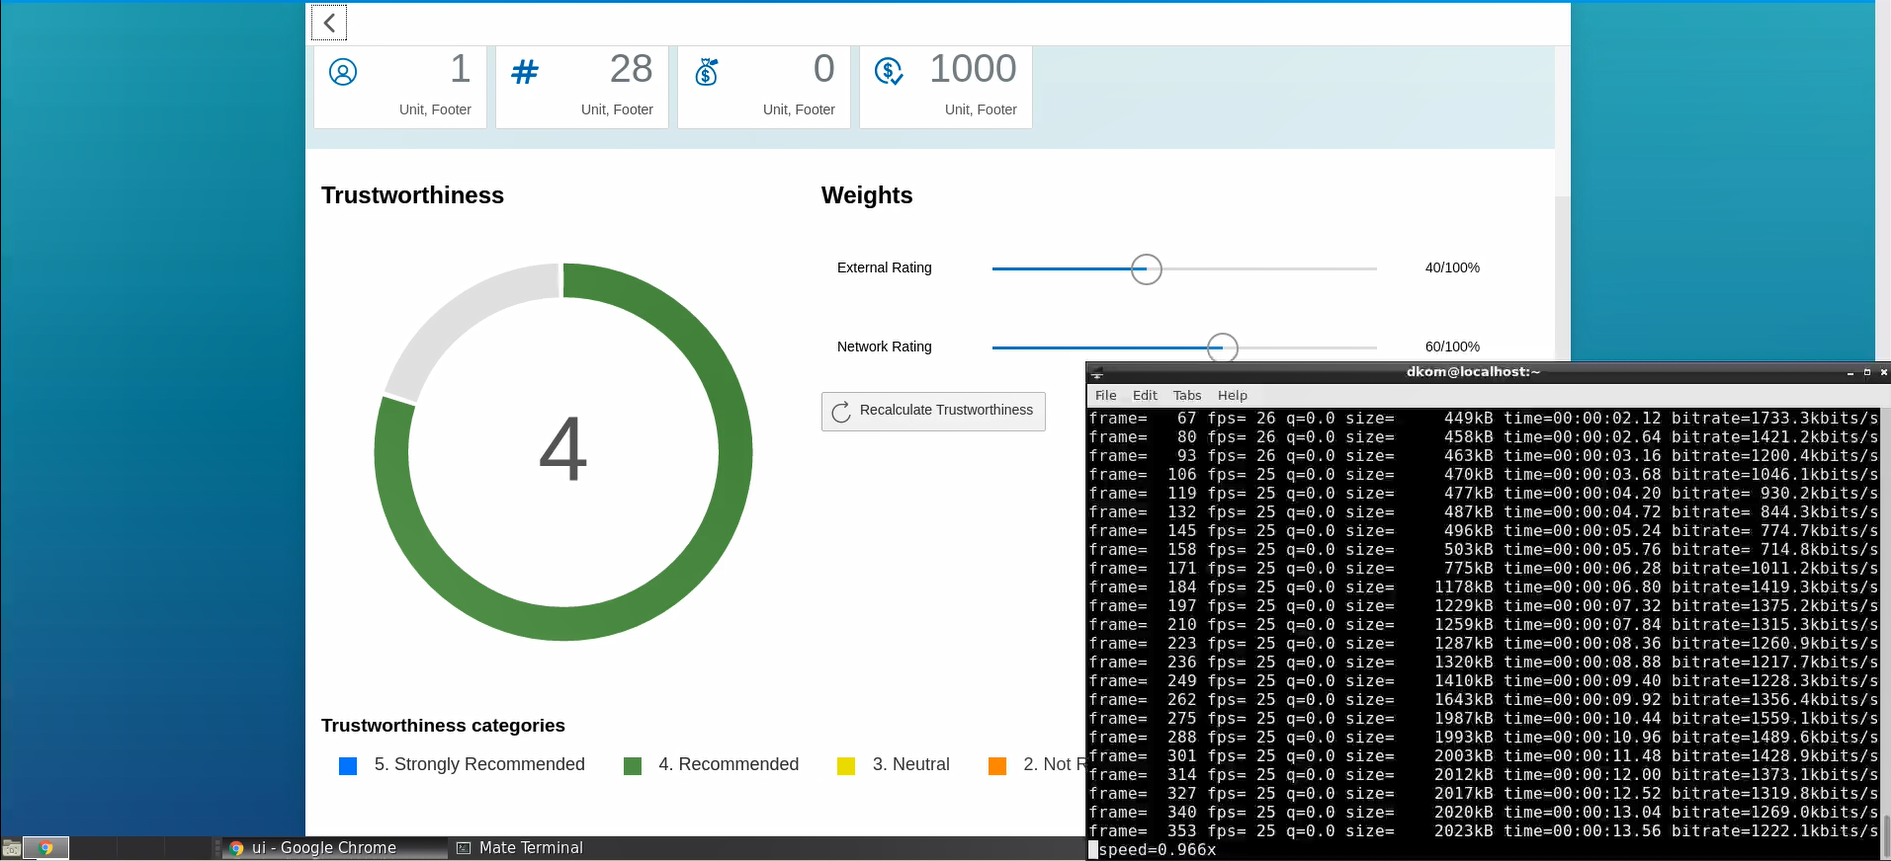 1
Unit, Footer
28
Unit, Footer
0
Unit, Footer
1000
Unit, Footer
Trustworthiness
4
Weights
External Rating 40/100%
Network Rating 60/100%
Recalculate Trustworthiness
Trustworthiness categories
5. Strongly Recommended 4. Recommended 3. Neutral 2. Not R
dkom@localhost:~
File Edit Tabs Help
frame=   67 fps= 26 q=0.0 size=     449kB time=00:00:02.12 bitrate=1733.3kbits/s
frame=   80 fps= 26 q=0.0 size=     458kB time=00:00:02.64 bitrate=1421.2kbits/s
frame=   93 fps= 26 q=0.0 size=     463kB time=00:00:03.16 bitrate=1200.4kbits/s
frame=  106 fps= 25 q=0.0 size=     470kB time=00:00:03.68 bitrate=1046.1kbits/s
frame=  119 fps= 25 q=0.0 size=     477kB time=00:00:04.20 bitrate= 930.2kbits/s
frame=  132 fps= 25 q=0.0 size=     487kB time=00:00:04.72 bitrate= 844.3kbits/s
frame=  145 fps= 25 q=0.0 size=     496kB time=00:00:05.24 bitrate= 774.7kbits/s
frame=  158 fps= 25 q=0.0 size=     503kB time=00:00:05.76 bitrate= 714.8kbits/s
frame=  171 fps= 25 q=0.0 size=     775kB time=00:00:06.28 bitrate=1011.2kbits/s
frame=  184 fps= 25 q=0.0 size=    1178kB time=00:00:06.80 bitrate=1419.3kbits/s
frame=  197 fps= 25 q=0.0 size=    1229kB time=00:00:07.32 bitrate=1375.2kbits/s
frame=  210 fps= 25 q=0.0 size=    1259kB time=00:00:07.84 bitrate=1315.3kbits/s
frame=  223 fps= 25 q=0.0 size=    1287kB time=00:00:08.36 bitrate=1260.9kbits/s
frame=  236 fps= 25 q=0.0 size=    1320kB time=00:00:08.88 bitrate=1217.7kbits/s
frame=  249 fps= 25 q=0.0 size=    1410kB time=00:00:09.40 bitrate=1228.3kbits/s
frame=  262 fps= 25 q=0.0 size=    1643kB time=00:00:09.92 bitrate=1356.4kbits/s
frame=  275 fps= 25 q=0.0 size=    1987kB time=00:00:10.44 bitrate=1559.1kbits/s
frame=  288 fps= 25 q=0.0 size=    1993kB time=00:00:10.96 bitrate=1489.6kbits/s
frame=  301 fps= 25 q=0.0 size=    2003kB time=00:00:11.48 bitrate=1428.9kbits/s
frame=  314 fps= 25 q=0.0 size=    2012kB time=00:00:12.00 bitrate=1373.1kbits/s
frame=  327 fps= 25 q=0.0 size=    2017kB time=00:00:12.52 bitrate=1319.8kbits/s
frame=  340 fps= 25 q=0.0 size=    2020kB time=00:00:13.04 bitrate=1269.0kbits/s
frame=  353 fps= 25 q=0.0 size=    2023kB time=00:00:13.56 bitrate=1222.1kbits/s
speed=0.966x
ui - Google Chrome
Mate Terminal